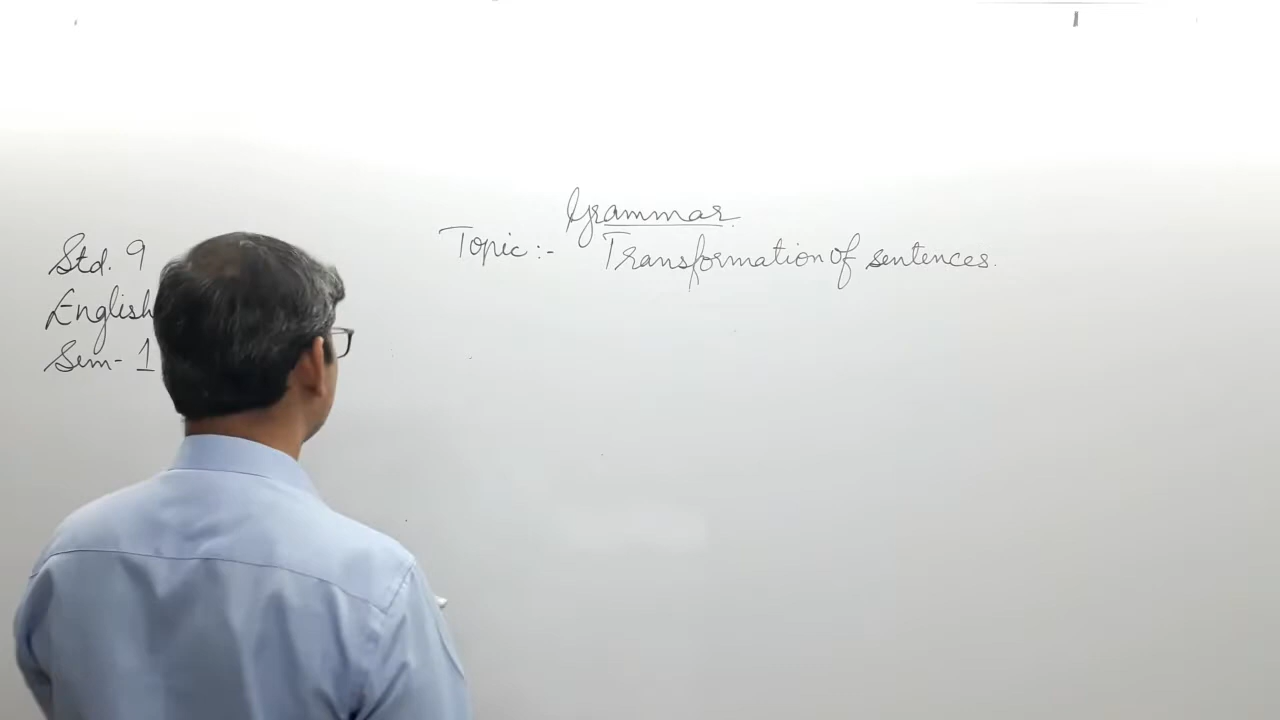 Grammar.
Topic :- Transformation of sentences.
Std. 9
English
Sem- 1